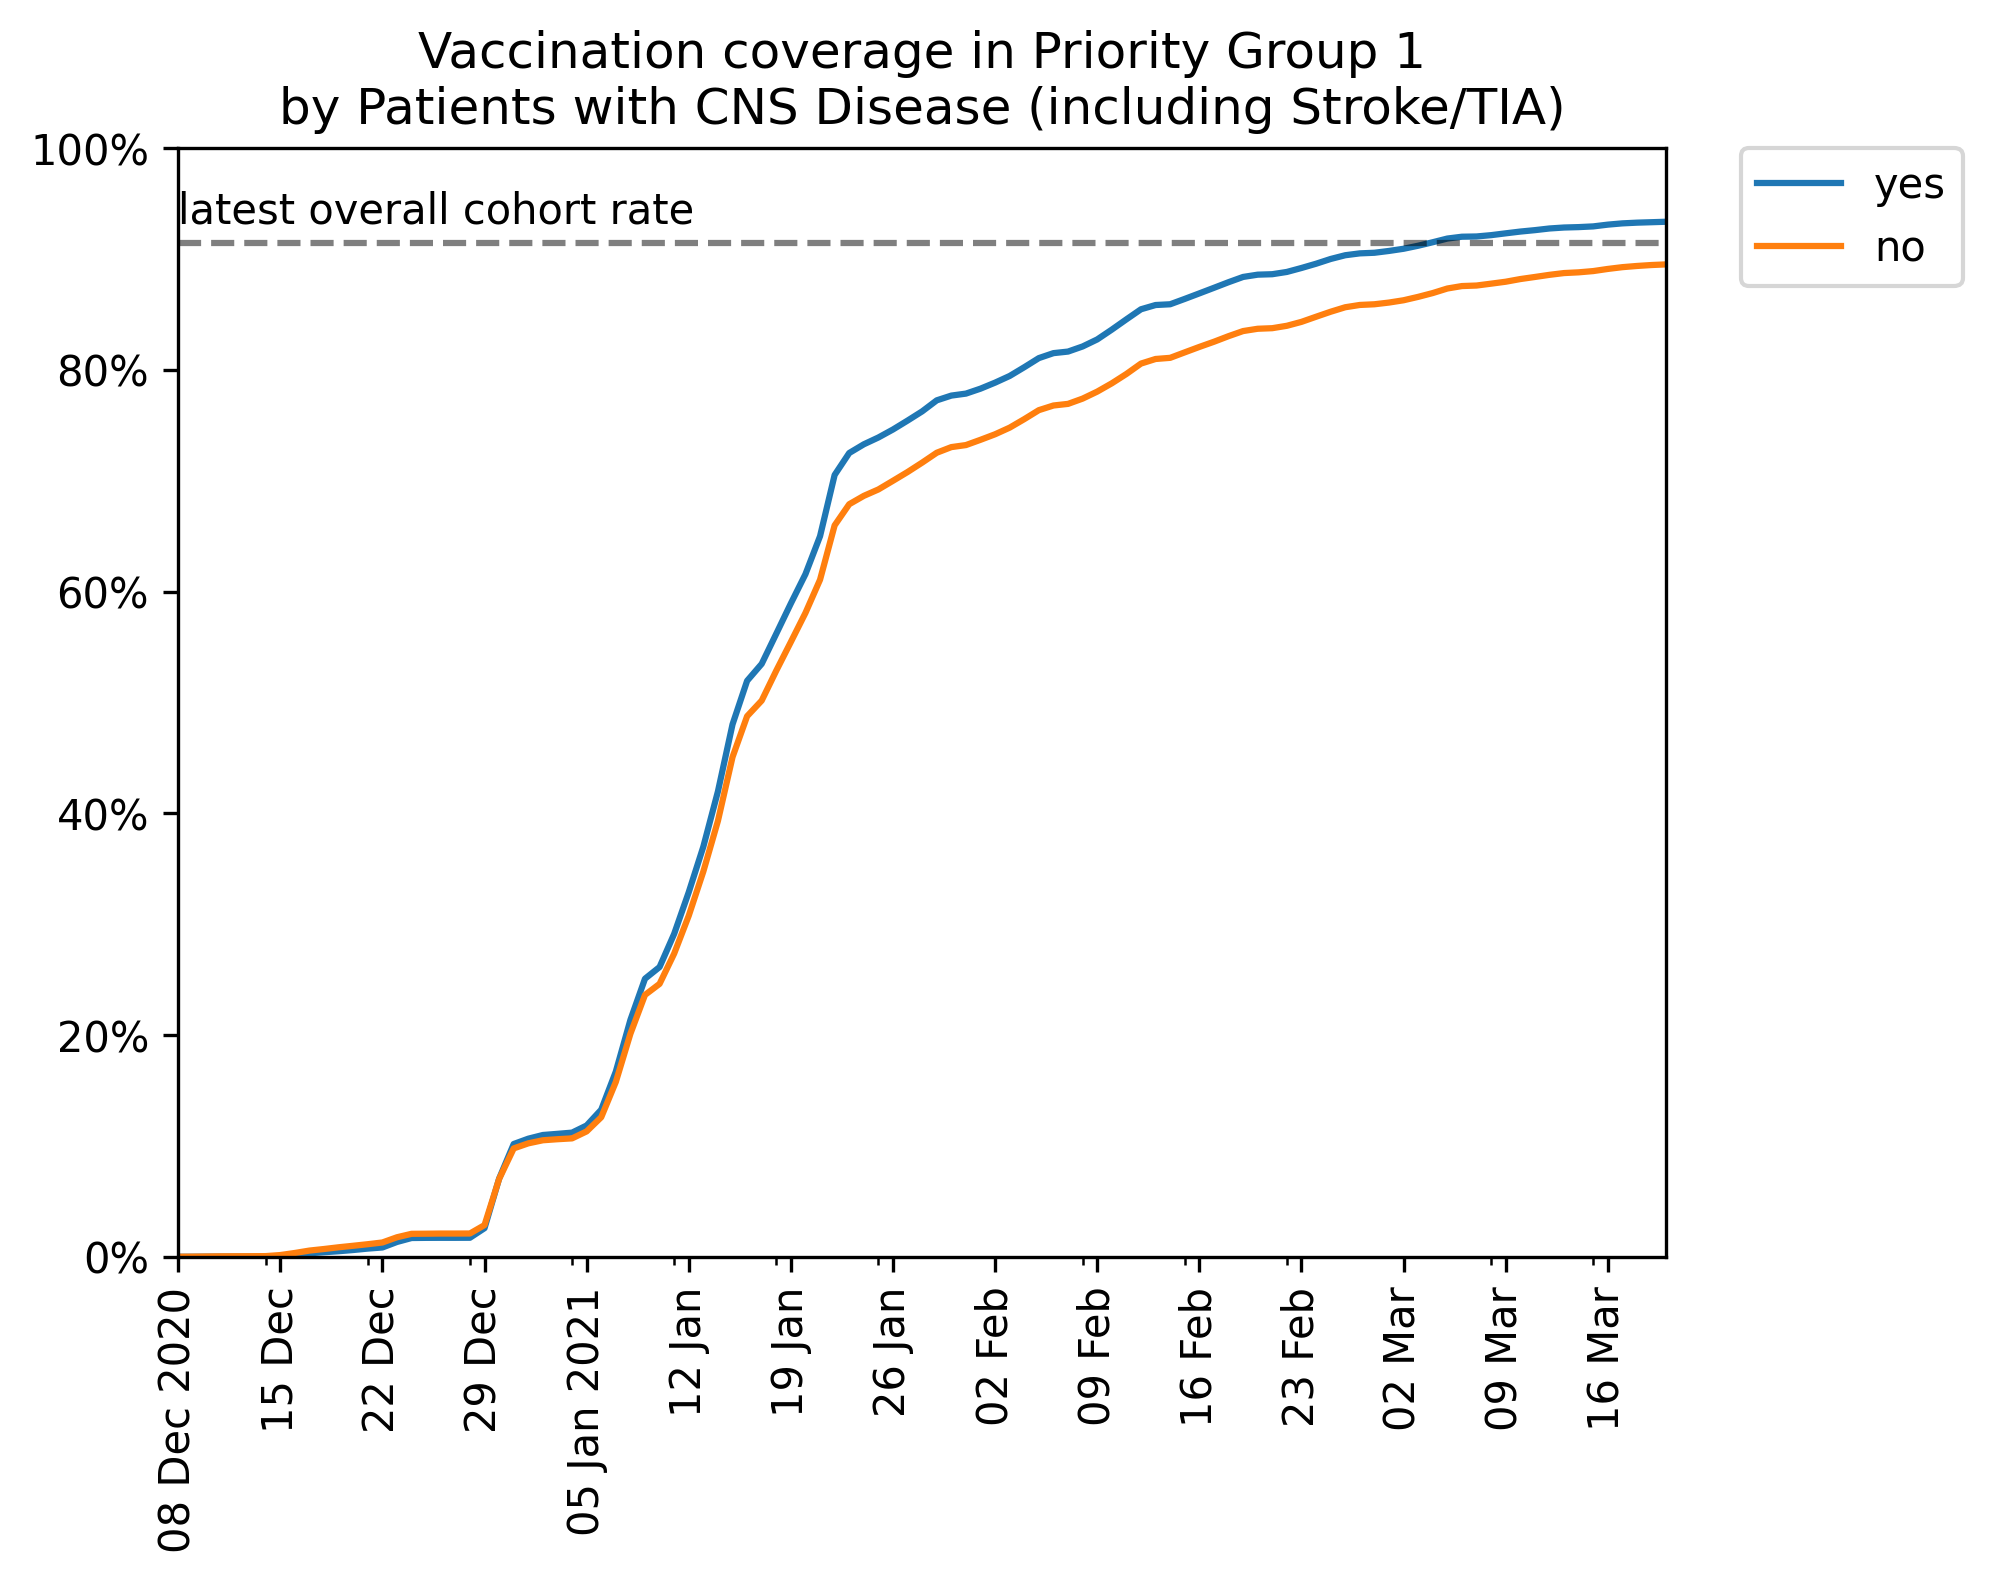 Vaccination coverage in Priority Group 1
by Patients with CNS Disease (including Stroke/TIA)
100%
80%
60%
40%
20%
0%
latest overall cohort rate
yes
no
08 Dec 2020
15 Dec
22 Dec
29 Dec
05 Jan 2021
12 Jan
19 Jan
26 Jan
02 Feb
09 Feb
16 Feb
23 Feb
02 Mar
09 Mar
16 Mar